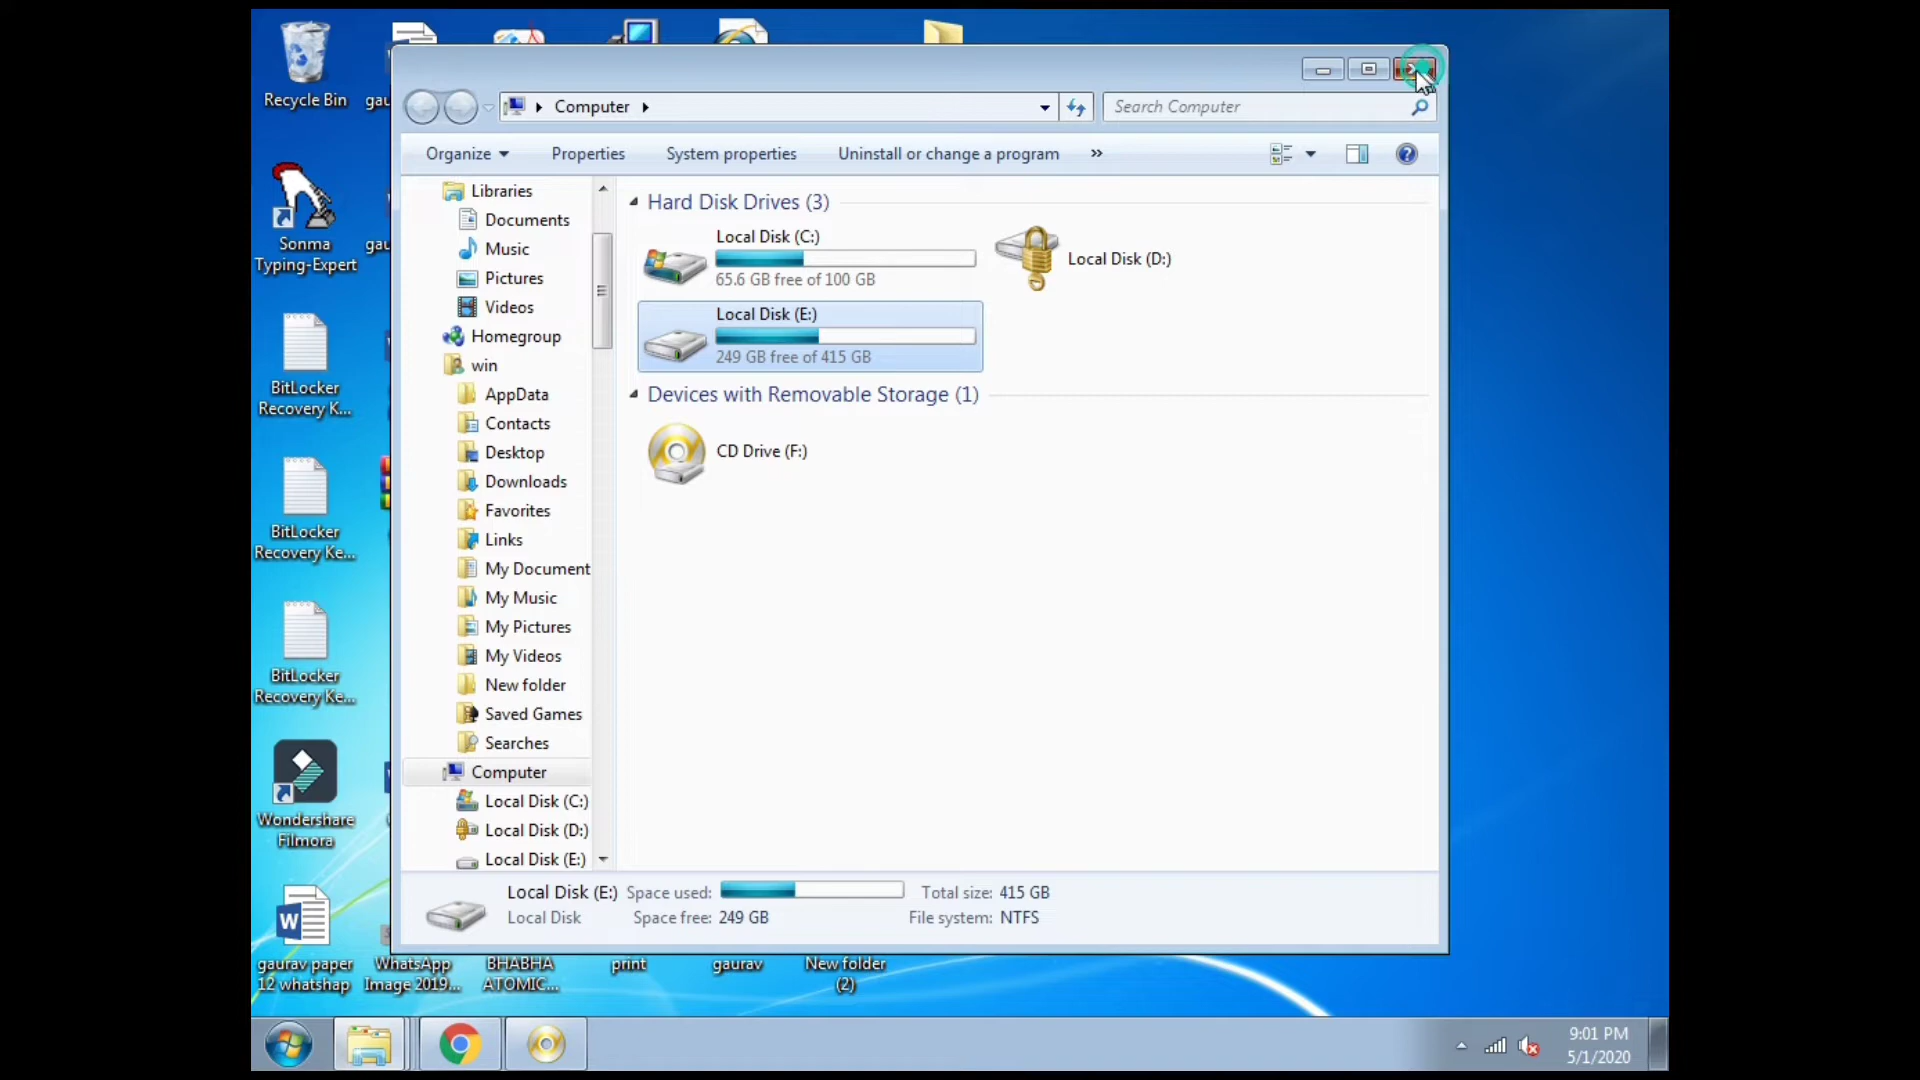 Recycle Bin
gau
Sonma
Typing-Expert
gau
BitLocker
Recovery K...
BitLocker
Recovery Ke...
BitLocker
Recovery Ke...
Wondershare
Filmora
gaurav paper
12 whatshap
WhatsApp
Image 2019...
BHABHA
ATOMIC...
print
gaurav
New folder
(2)
Computer
Search Computer
Organize
Properties
System properties
Uninstall or change a program
»
Libraries
Documents
Music
Pictures
Videos
Homegroup
win
AppData
Contacts
Desktop
Downloads
Favorites
Links
My Document
My Music
My Pictures
My Videos
New folder
Saved Games
Searches
Computer
Local Disk (C:)
Local Disk (D:)
Local Disk (E:)
Hard Disk Drives (3)
Local Disk (C:)
65.6 GB free of 100 GB
Local Disk (D:)
Local Disk (E:)
249 GB free of 415 GB
Devices with Removable Storage (1)
CD Drive (F:)
Local Disk (E:) Space used: Total size: 415 GB
Local Disk Space free: 249 GB File system: NTFS
9:01 PM
5/1/2020